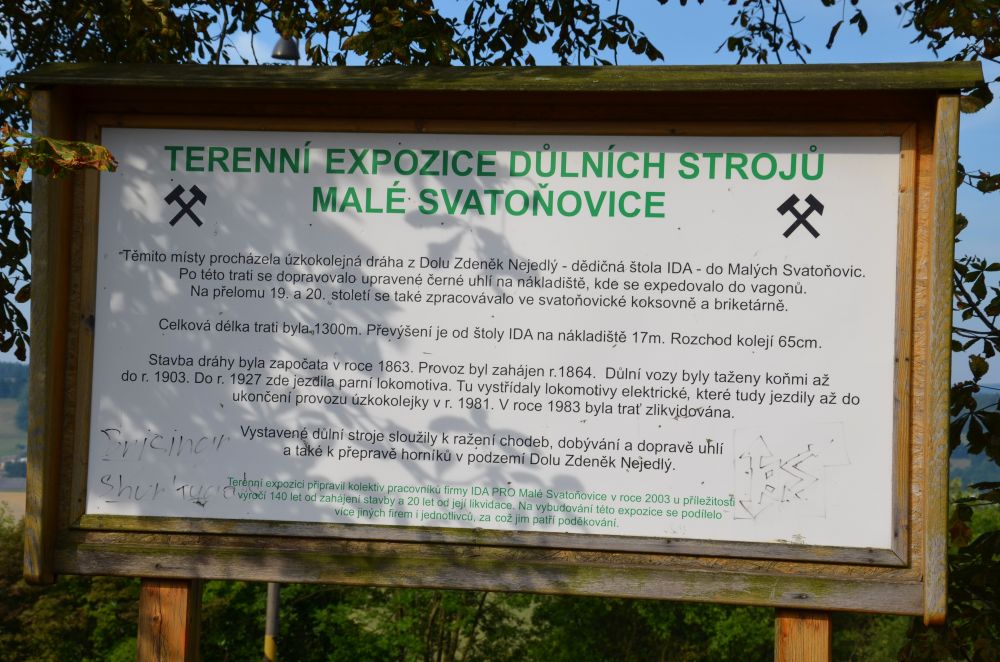 TERENNÍ EXPOZICE DŮLNÍCH STROJŮ
MALÉ SVATOŇOVICE
Těmito místy procházela úzkokolejná dráha z Dolu Zdeněk Nejedlý - dědičná štola IDA - do Malých Svatoňovic.
Po této trati se dopravovalo upravené černé uhlí na nákladiště, kde se expedovalo do vagonů.
Na přelomu 19. a 20. století se také zpracovávalo ve svatoňovické koksovně a briketárně.
Celková délka trati byla 1300m. Převýšení je od štoly IDA na nákladiště 17m. Rozchod kolejí 65cm.
Stavba dráhy byla započata v roce 1863. Provoz byl zahájen r.1864. Důlní vozy byly taženy koňmi až
do r. 1903. Do r. 1927 zde jezdila parní lokomotiva. Tu vystřídaly lokomotivy elektrické, které tudy jezdily až do
ukončení provozu úzkokolejky v r. 1981. V roce 1983 byla trať zlikvidována.
Vystavené důlní stroje sloužily k ražení chodeb, dobývání a dopravě uhlí
a také k přepravě horníků v podzemí Dolu Zdeněk Nejedlý.
Terénní expozici připravil kolektiv pracovníků firmy IDA PRO Malé Svatoňovice v roce 2003 u příležitosti
výročí 140 let od zahájení stavby a 20 let od její likvidace. Na vybudování této expozice se podílelo
více jiných firem i jednotlivců, za což jim patří poděkování.